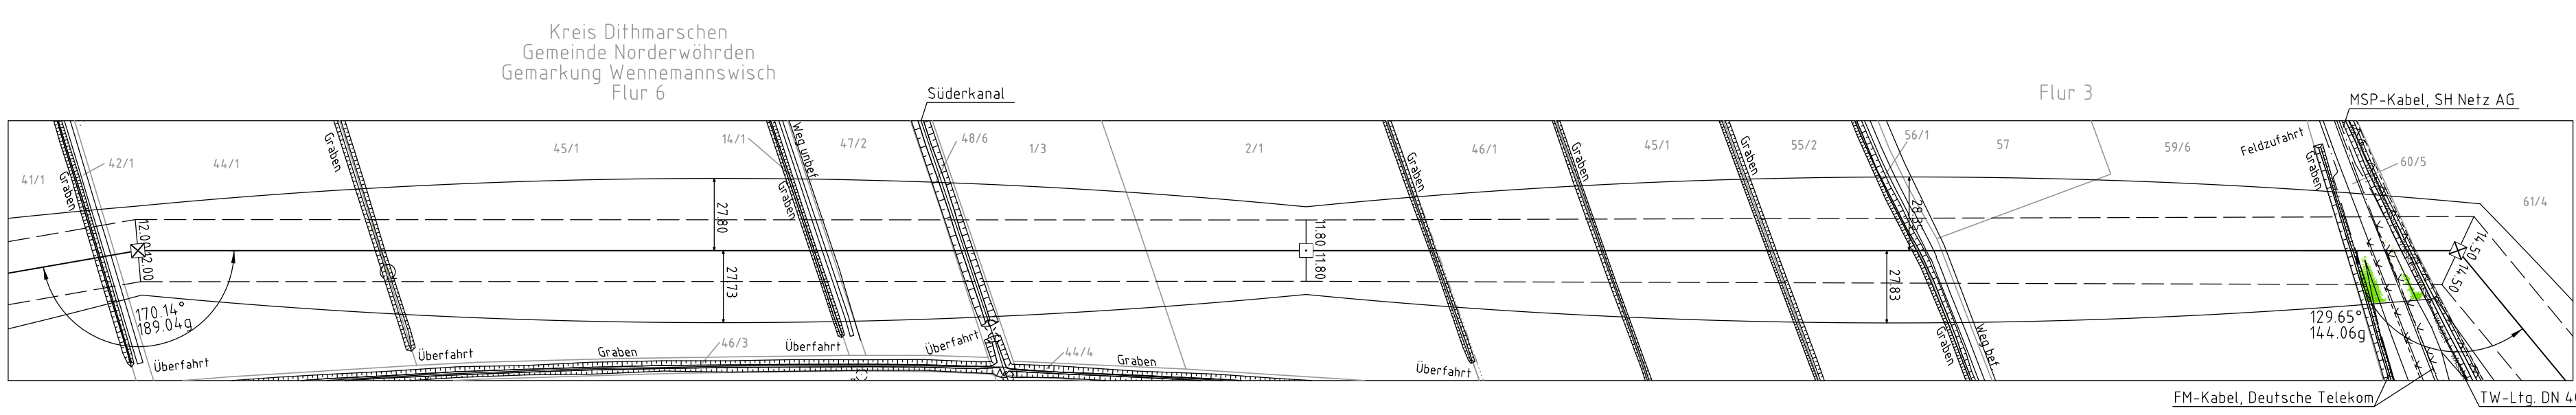 Kreis Dithmarschen
Gemeinde Norderwöhrden
Gemarkung Wennemannswisch
Flur 6
Flur 3
Süderkanal
MSP-Kabel, SH Netz AG
41/1
42/1
44/1
Graben
Graben
45/1
14/1
Weg unbef
47/2
Graben
48/6
1/3
2/1
Graben
46/1
Graben
45/1
Graben
55/2
56/1
57
59/6
Feldzufahrt
Graben
60/5
61/4
12.00
12.00
27.80
27.73
11.80
11.80
28.35
27.83
14.50
14.50
170.14°
189.04g
129.65°
144.06g
Überfahrt
Überfahrt
Graben
46/3
Überfahrt
Überfahrt
44/4
Graben
Überfahrt
Graben
Weg bef
FM-Kabel, Deutsche Telekom
TW-Ltg. DN